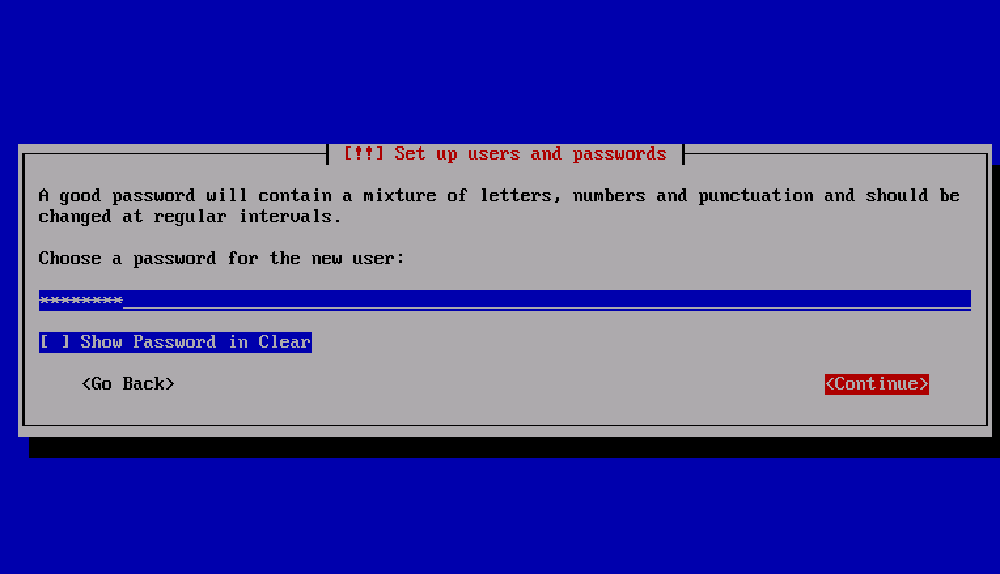 [!!] Set up users and passwords
A good password will contain a mixture of letters, numbers and punctuation and should be
changed at regular intervals.
Choose a password for the new user:
********
[ ] Show Password in Clear
<Go Back> <Continue>